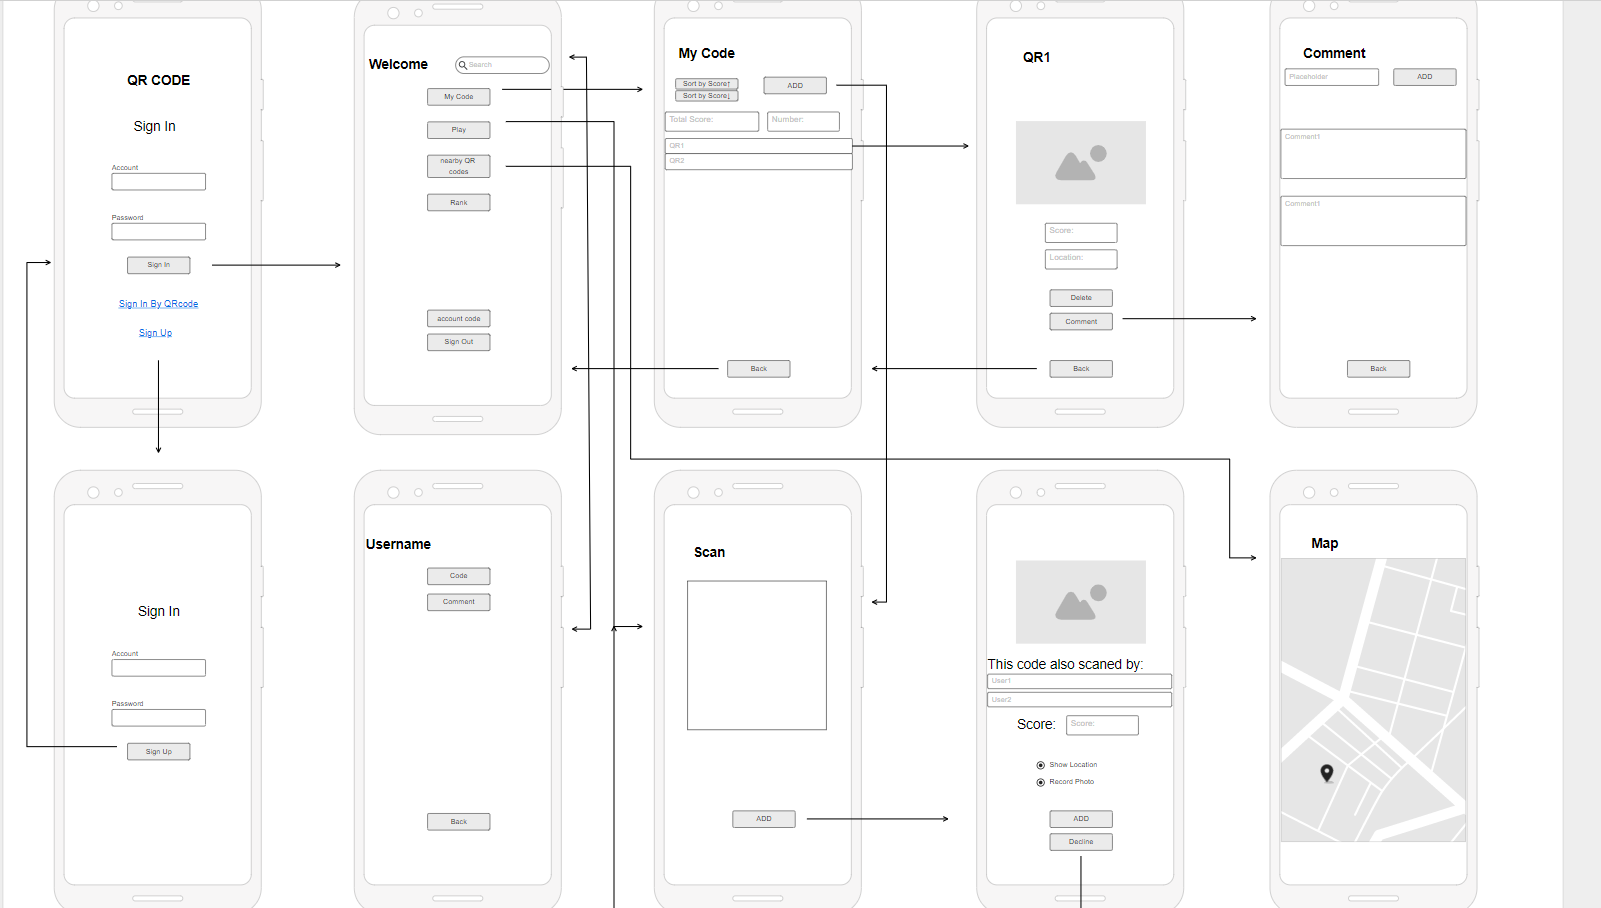 QR CODE
Sign In
Account
Password
Sign In
Sign In By QRcode
Sign Up
Welcome
Search
My Code
Play
nearby QR
codes
Rank
account code
Sign Out
My Code
Sort by Score↑
Sort by Score↓
ADD
Total Score:
Number:
QR1
QR2
Back
QR1
Score:
Location:
Delete
Comment
Back
Comment
Placeholder
ADD
Comment1
Comment1
Back
Sign In
Account
Password
Sign Up
Username
Code
Comment
Back
Scan
ADD
This code also scaned by:
User1
User2
Score:
Score:
Show Location
Record Photo
ADD
Decline
Map